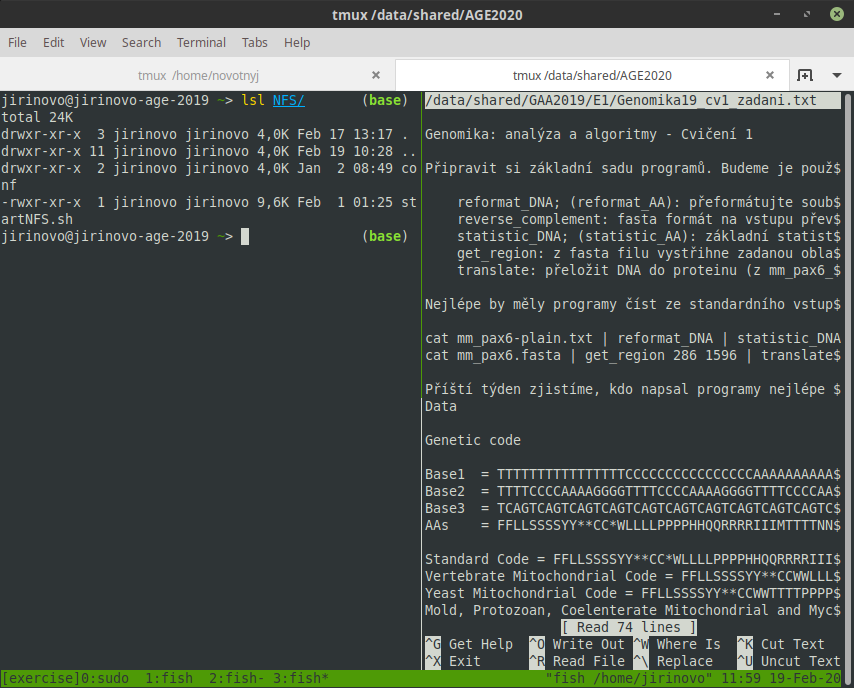 tmux /data/shared/AGE2020
File Edit View Search Terminal Tabs Help
tmux /home/novotnyj
tmux /data/shared/AGE2020
jirinovo@jirinovo-age-2019 ~> lsl NFS/ (base)
total 24K
drwxr-xr-x 3 jirinovo jirinovo 4,0K Feb 17 13:17 .
drwxr-xr-x 11 jirinovo jirinovo 4,0K Feb 19 10:28 ..
drwxr-xr-x 2 jirinovo jirinovo 4,0K Jan 2 08:49 co
nf
-rwxr-xr-x 1 jirinovo jirinovo 9,6K Feb 1 01:25 st
artNFS.sh
jirinovo@jirinovo-age-2019 ~> (base)
/data/shared/GAA2019/E1/Genomika19_cv1_zadani.txt
Genomika: analýza a algoritmy - Cvičení 1
Připravit si základní sadu programů. Budeme je použ$
reformat_DNA; (reformat_AA): přeformátujte soub$
reverse_complement: fasta formát na vstupu přev$
statistic_DNA; (statistic_AA): základní statist$
get_region: z fasta filu vystřihne zadanou obla$
translate: přeložit DNA do proteinu (z mm_pax6_$
Nejlépe by měly programy číst ze standardního vstup$
cat mm_pax6-plain.txt | reformat_DNA | statistic_DNA
cat mm_pax6.fasta | get_region 286 1596 | translate$
Příští týden zjistíme, kdo napsal programy nejlépe $
Data
Genetic code
Base1 = TTTTTTTTTTTTTTTTCCCCCCCCCCCCCCCCAAAAAAAAAA$
Base2 = TTTTCCCCAAAAGGGGTTTTCCCCAAAAGGGGTTTTCCCCAA$
Base3 = TCAGTCAGTCAGTCAGTCAGTCAGTCAGTCAGTCAGTCAGTC$
AAs = FFLLSSSSYY**CC*WLLLLPPPPHHQQRRRRIIIMTTTTNN$
Standard Code = FFLLSSSSYY**CC*WLLLLPPPPHHQQRRRRIII$
Vertebrate Mitochondrial Code = FFLLSSSSYY**CCWWLLL$
Yeast Mitochondrial Code = FFLLSSSSYY**CCWWTTTTPPPP$
Mold, Protozoan, Coelenterate Mitochondrial and Myc$
[ Read 74 lines ]
^G Get Help ^O Write Out ^W Where Is ^K Cut Text
^X Exit ^R Read File ^\ Replace ^U Uncut Text
[exercise]0:sudo 1:fish 2:fish- 3:fish* "fish /home/jirinovo" 11:59 19-Feb-20